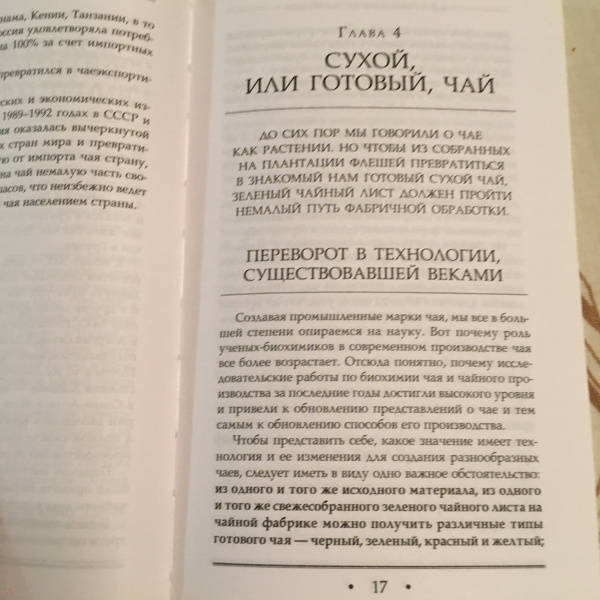 нама, Кении, Танзании, в то
оссия удовлетворяла потреб-
на 100% за счет импортных
превратился в чаеэкспорти-
ских и экономических из-
1989–1992 годах в СССР и
ия оказалась вычеркнутой
х стран мира и преврати-
ую от импорта чая страну,
на чай немалую часть сво-
пасов, что неизбежно ведет
чая населением страны.
Глава 4
СУХОЙ,
ИЛИ ГОТОВЫЙ, ЧАЙ
ДО СИХ ПОР МЫ ГОВОРИЛИ О ЧАЕ
КАК РАСТЕНИИ. НО ЧТОБЫ ИЗ СОБРАННЫХ
НА ПЛАНТАЦИИ ФЛЕШЕЙ ПРЕВРАТИТЬСЯ
В ЗНАКОМЫЙ НАМ ГОТОВЫЙ СУХОЙ ЧАЙ,
ЗЕЛЕНЫЙ ЧАЙНЫЙ ЛИСТ ДОЛЖЕН ПРОЙТИ
НЕМАЛЫЙ ПУТЬ ФАБРИЧНОЙ ОБРАБОТКИ.
ПЕРЕВОРОТ В ТЕХНОЛОГИИ,
СУЩЕСТВОВАВШЕЙ ВЕКАМИ
Создавая промышленные марки чая, мы все в боль-
шей степени опираемся на науку. Вот почему роль
ученых-биохимиков в современном производстве чая
все более возрастает. Отсюда понятно, почему иссле-
довательские работы по биохимии чая и чайного про-
изводства за последние годы достигли высокого уровня
и привели к обновлению представлений о чае и тем
самым к обновлению способов его производства.
Чтобы представить себе, какое значение имеет тех-
нология и ее изменения для создания разнообразных
чаев, следует иметь в виду одно важное обстоятельство:
из одного и того же исходного материала, из одного
и того же свежесобранного зеленого чайного листа на
чайной фабрике можно получить различные типы
готового чая — черный, зеленый, красный и желтый;
• 17 •